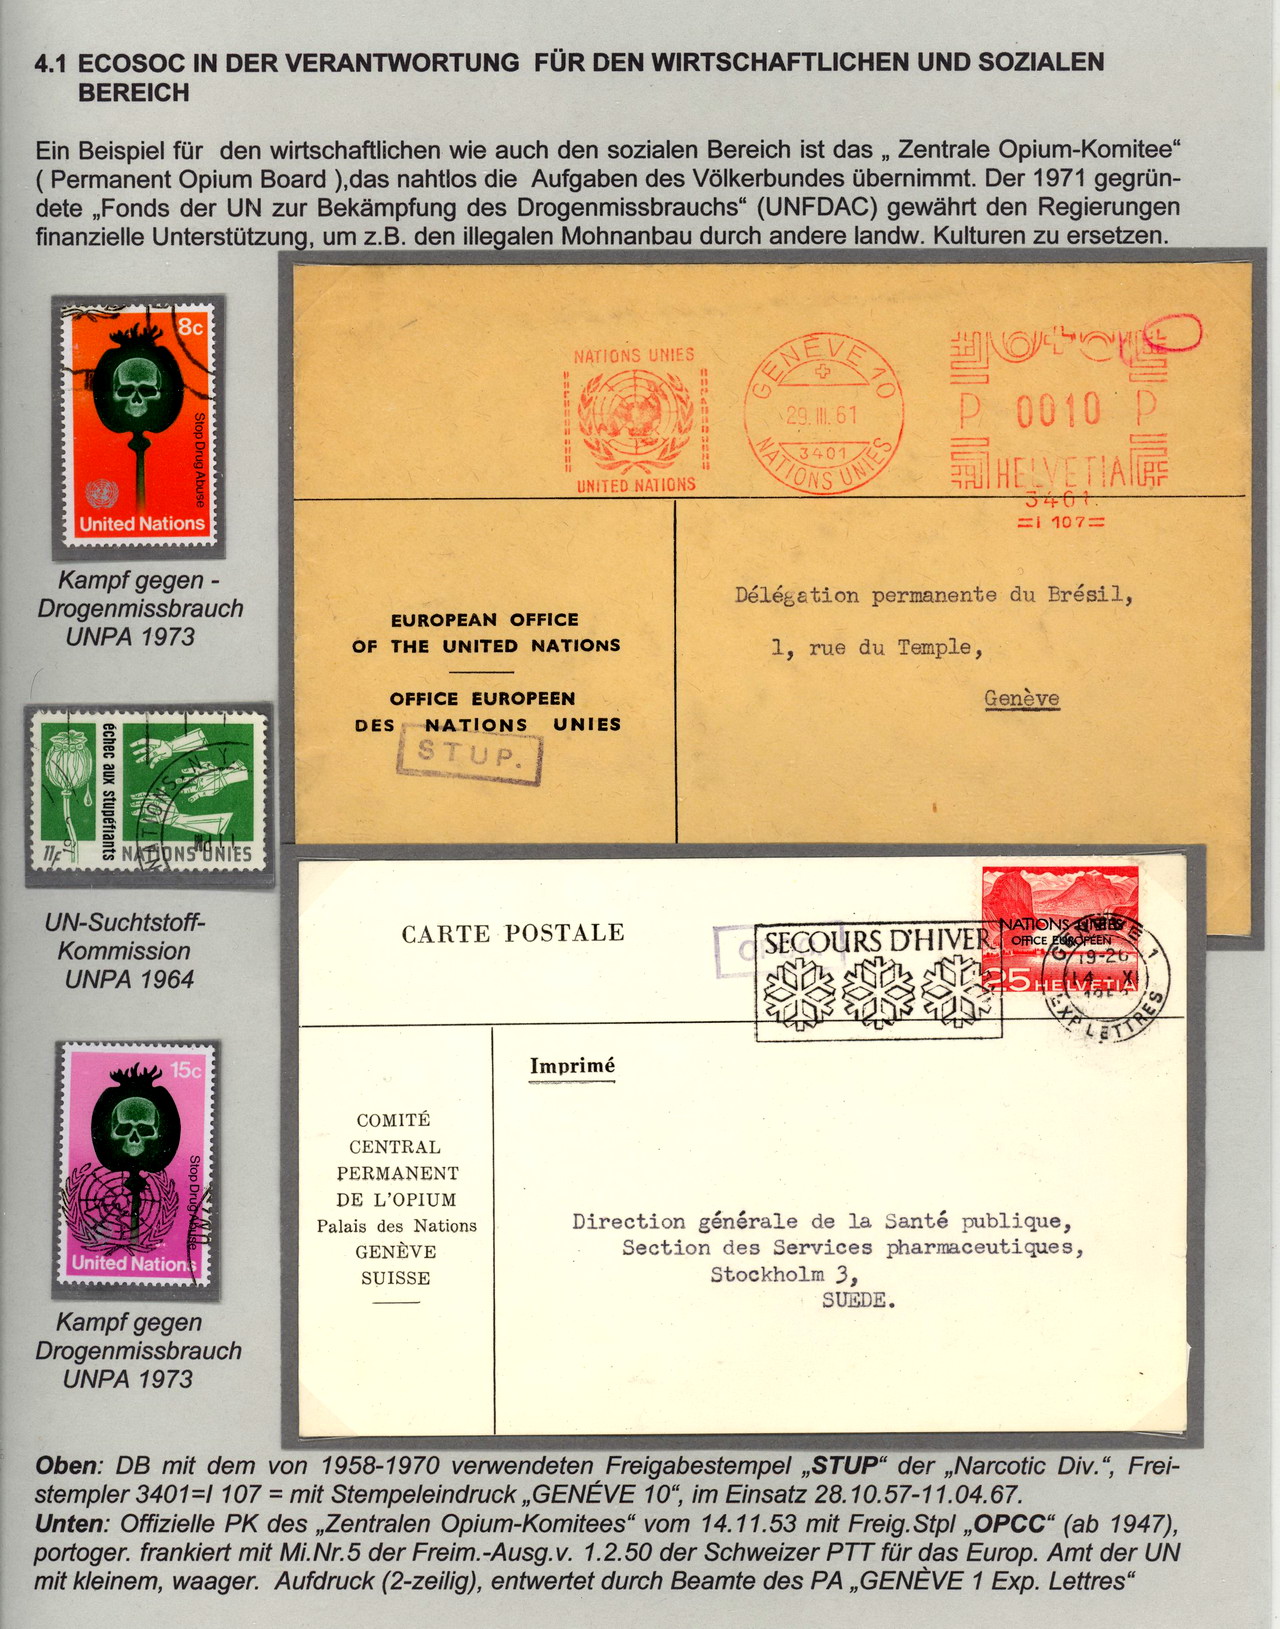 4.1 ECOSOC IN DER VERANTWORTUNG FÜR DEN WIRTSCHAFTLICHEN UND SOZIALEN
BEREICH
Ein Beispiel für den wirtschaftlichen wie auch den sozialen Bereich ist das „ Zentrale Opium-Komitee“
( Permanent Opium Board ),das nahtlos die Aufgaben des Völkerbundes übernimmt. Der 1971 gegrün-
dete „Fonds der UN zur Bekämpfung des Drogenmissbrauchs“ (UNFDAC) gewährt den Regierungen
finanzielle Unterstützung, um z.B. den illegalen Mohnanbau durch andere landw. Kulturen zu ersetzen.
8c
Stop Drug Abuse
United Nations
Kampf gegen -
Drogenmissbrauch
UNPA 1973
échec aux stupéfiants
11F
NATIONS UNIES
NATIONS N.Y.
UN-Suchtstoff-
Kommission
UNPA 1964
15c
Stop Drug Abuse
United Nations
Kampf gegen
Drogenmissbrauch
UNPA 1973
NATIONS UNIES
UNITED NATIONS
GENÈVE 10
29.III.61
3401
NATIONS UNIES
P 0010 P
HELVETIA
3401.
=I 107=
EUROPEAN OFFICE
OF THE UNITED NATIONS
OFFICE EUROPEEN
DES NATIONS UNIES
STUP.
Délégation permanente du Brésil,
1, rue du Temple,
Genève
CARTE POSTALE
SECOURS D'HIVER
NATIONS UNIES
OFFICE EUROPÉEN
25 HELVETIA
GENÈVE 1
EXP. LETTRES
Imprimé
COMITÉ
CENTRAL
PERMANENT
DE L'OPIUM
Palais des Nations
GENÈVE
SUISSE
Direction générale de la Santé publique,
Section des Services pharmaceutiques,
Stockholm 3,
SUEDE.
Oben: DB mit dem von 1958-1970 verwendeten Freigabestempel „STUP“ der „Narcotic Div.“, Frei-
stempler 3401=I 107 = mit Stempeleindruck „GENÉVE 10“, im Einsatz 28.10.57-11.04.67.
Unten: Offizielle PK des „Zentralen Opium-Komitees“ vom 14.11.53 mit Freig.Stpl „OPCC“ (ab 1947),
portoger. frankiert mit Mi.Nr.5 der Freim.-Ausg.v. 1.2.50 der Schweizer PTT für das Europ. Amt der UN
mit kleinem, waager. Aufdruck (2-zeilig), entwertet durch Beamte des PA „GENÈVE 1 Exp. Lettres“